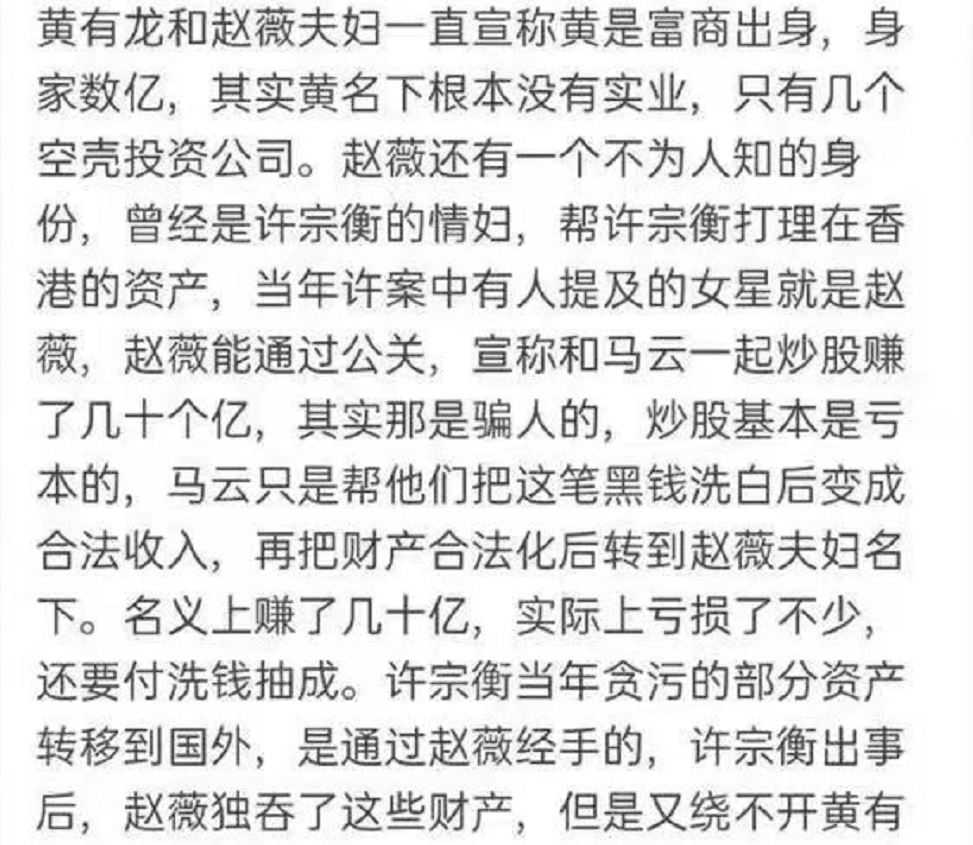 黄有龙和赵薇夫妇一直宣称黄是富商出身，身
家数亿，其实黄名下根本没有实业，只有几个
空壳投资公司。赵薇还有一个不为人知的身
份，曾经是许宗衡的情妇，帮许宗衡打理在香
港的资产，当年许案中有人提及的女星就是赵
薇，赵薇能通过公关，宣称和马云一起炒股赚
了几十个亿，其实那是骗人的，炒股基本是亏
本的，马云只是帮他们把这笔黑钱洗白后变成
合法收入，再把财产合法化后转到赵薇夫妇名
下。名义上赚了几十亿，实际上亏损了不少，
还要付洗钱抽成。许宗衡当年贪污的部分资产
转移到国外，是通过赵薇经手的，许宗衡出事
后，赵薇独吞了这些财产，但是又绕不开黄有